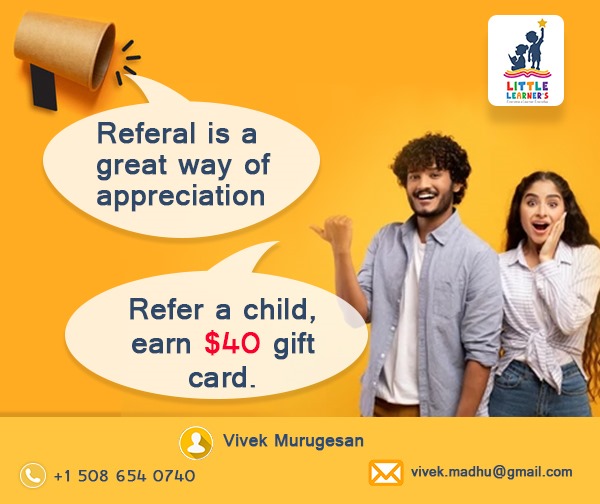 LITTLE
LEARNER'S
Referal is a
great way of
appreciation
Refer a child,
earn $40 gift
card.
Vivek Murugesan
+1 508 654 0740
vivek.madhu@gmail.com